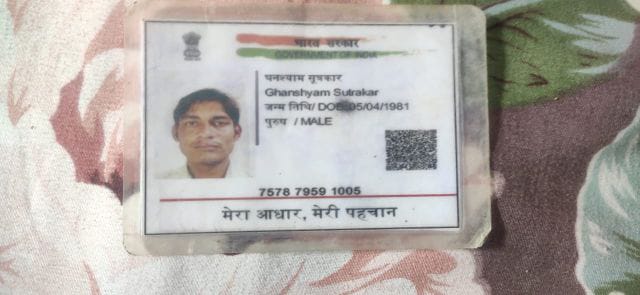 भारत सरकार
GOVERNMENT OF INDIA
घनश्याम सूत्रकार
Ghanshyam Sutrakar
जन्म तिथि/ DOB:05/04/1981
पुरुष / MALE
7578 7959 1005
मेरा आधार, मेरी पहचान